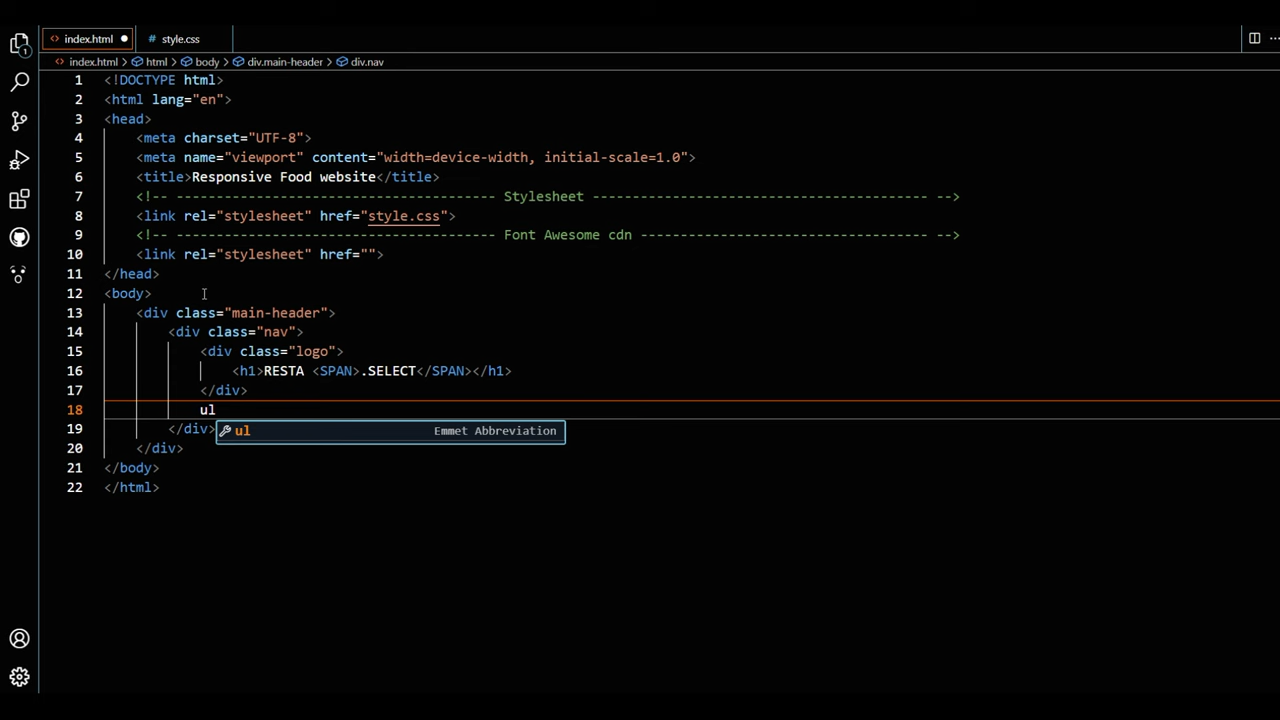 index.html style.css
index.html > html > body > div.main-header > div.nav
1 <!DOCTYPE html>
2 <html lang="en">
3 <head>
4 <meta charset="UTF-8">
5 <meta name="viewport" content="width=device-width, initial-scale=1.0">
6 <title>Responsive Food website</title>
7 <!-- ---------------------------------------- Stylesheet ------------------------------------------ -->
8 <link rel="stylesheet" href="style.css">
9 <!-- ---------------------------------------- Font Awesome cdn ------------------------------------ -->
10 <link rel="stylesheet" href="">
11 </head>
12 <body>
13 <div class="main-header">
14 <div class="nav">
15 <div class="logo">
16 <h1>RESTA <SPAN>.SELECT</SPAN></h1>
17 </div>
18 ul
19 </div>
ul Emmet Abbreviation
20 </div>
21 </body>
22 </html>
1